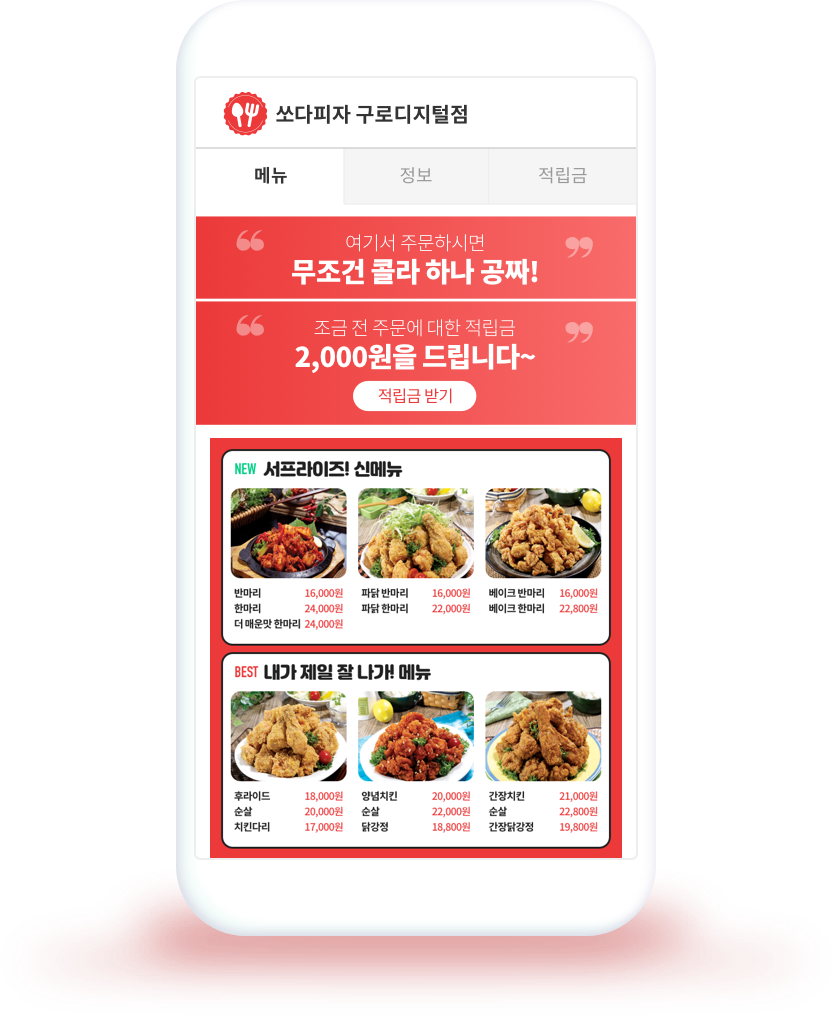 쏘다피자 구로디지털점
메뉴 정보 적립금
여기서 주문하시면
무조건 콜라 하나 공짜!
조금 전 주문에 대한 적립금
2,000원을 드립니다~
적립금 받기
NEW 서프라이즈! 신메뉴
반마리 16,000원
한마리 24,000원
더 매운맛 한마리 24,000원
파닭 반마리 16,000원
파닭 한마리 22,000원
베이크 반마리 16,000원
베이크 한마리 22,800원
BEST 내가 제일 잘 나가! 메뉴
후라이드 18,000원
순살 20,000원
치킨다리 17,000원
양념치킨 20,000원
순살 22,000원
닭강정 18,800원
간장치킨 21,000원
순살 22,800원
간장닭강정 19,800원